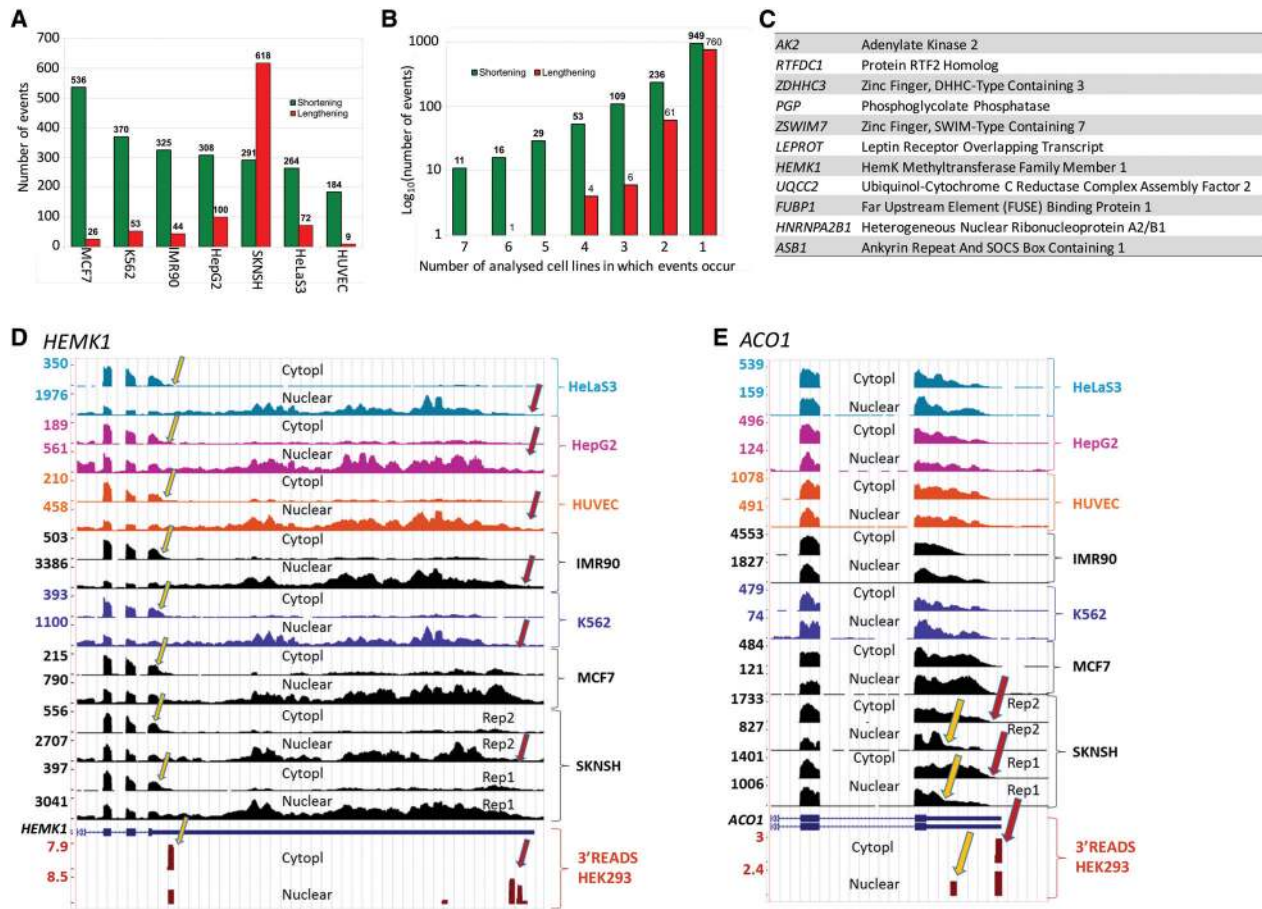 A
Number of events
700
600
500
400
300
200
100
0
536
26
370
53
325
44
308
100
291
618
264
72
184
9
Shortening
Lengthening
MCF7
K562
IMR90
HepG2
SKNSH
HeLaS3
HUVEC
B
Log10(number of events)
1000
100
10
1
Shortening
Lengthening
11
16
1
29
53
4
109
6
236
61
949
760
7 6 5 4 3 2 1
Number of analysed cell lines in which events occur
C
AK2 Adenylate Kinase 2
RTFDC1 Protein RTF2 Homolog
ZDHHC3 Zinc Finger, DHHC-Type Containing 3
PGP Phosphoglycolate Phosphatase
ZSWIM7 Zinc Finger, SWIM-Type Containing 7
LEPROT Leptin Receptor Overlapping Transcript
HEMK1 HemK Methyltransferase Family Member 1
UQCC2 Ubiquinol-Cytochrome C Reductase Complex Assembly Factor 2
FUBP1 Far Upstream Element (FUSE) Binding Protein 1
HNRNPA2B1 Heterogeneous Nuclear Ribonucleoprotein A2/B1
ASB1 Ankyrin Repeat And SOCS Box Containing 1
D HEMK1
350 Cytopl
HeLaS3
1976 Nuclear
189 Cytopl
HepG2
561 Nuclear
210 Cytopl
HUVEC
458 Nuclear
503 Cytopl
IMR90
3386 Nuclear
393 Cytopl
K562
1100 Nuclear
215 Cytopl
MCF7
790 Nuclear
556 Cytopl Rep2
2707 Nuclear Rep2
SKNSH
397 Cytopl Rep1
3041 Nuclear Rep1
HEMK1
7.9 Cytopl
3'READS
HEK293
8.5 Nuclear
E ACO1
539 Cytopl
HeLaS3
159 Nuclear
496 Cytopl
HepG2
124 Nuclear
1078 Cytopl
HUVEC
491 Nuclear
4553 Cytopl
IMR90
1827 Nuclear
479 Cytopl
K562
74 Nuclear
484 Cytopl
MCF7
121 Nuclear
1733 Cytopl Rep2
827 Nuclear Rep2
SKNSH
1401 Cytopl Rep1
1006 Nuclear Rep1
ACO1
3 Cytopl
3'READS
HEK293
2.4 Nuclear